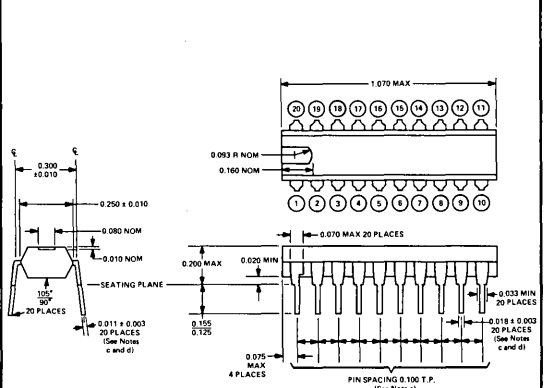 1.070 MAX
20 19 18 17 16 15 14 13 12 11
0.093 R NOM
0.160 NOM
1 2 3 4 5 6 7 8 9 10
℄ ℄
0.300
±0.010
0.250 ± 0.010
0.080 NOM
0.010 NOM
105°
90°
20 PLACES
0.011 ± 0.003
20 PLACES
(See Notes
c and d)
0.070 MAX 20 PLACES
0.020 MIN
0.200 MAX
SEATING PLANE
0.155
0.125
0.075
MAX
4 PLACES
0.033 MIN
20 PLACES
0.018 ± 0.003
20 PLACES
(See Notes
c and d)
PIN SPACING 0.100 T.P.